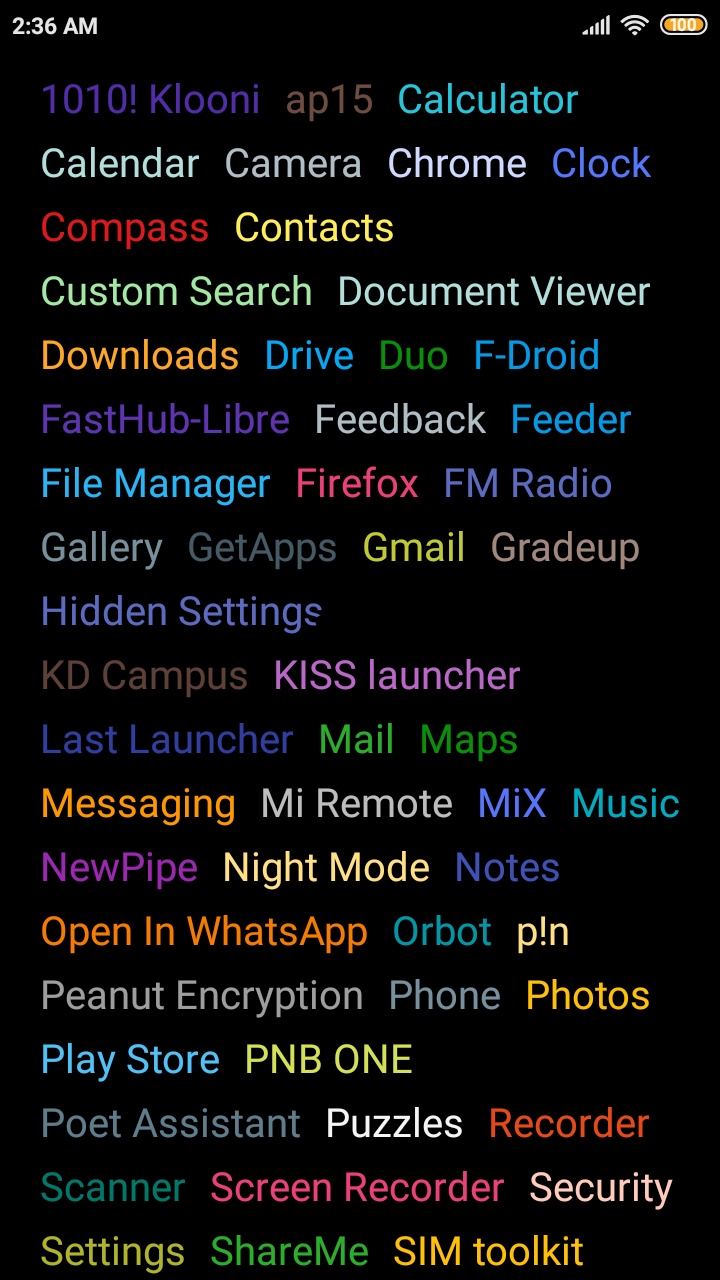 2:36 AM 100
1010! Klooni ap15 Calculator
Calendar Camera Chrome Clock
Compass Contacts
Custom Search Document Viewer
Downloads Drive Duo F-Droid
FastHub-Libre Feedback Feeder
File Manager Firefox FM Radio
Gallery GetApps Gmail Gradeup
Hidden Settings
KD Campus KISS launcher
Last Launcher Mail Maps
Messaging Mi Remote MiX Music
NewPipe Night Mode Notes
Open In WhatsApp Orbot p!n
Peanut Encryption Phone Photos
Play Store PNB ONE
Poet Assistant Puzzles Recorder
Scanner Screen Recorder Security
Settings ShareMe SIM toolkit